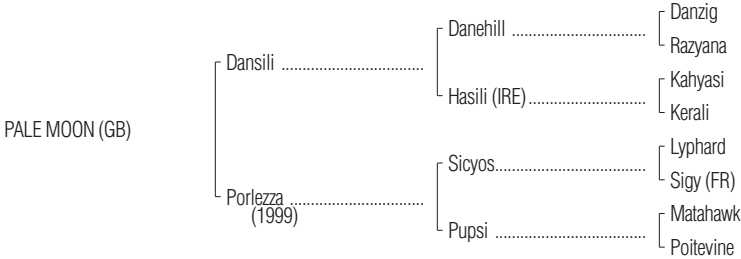 Danzig
Danehill ..................................
Razyana
Dansili ....................................
Kahyasi
Hasili (IRE)..............................
Kerali
PALE MOON (GB)
Lyphard
Sicyos.......................................
Sigy (FR)
Porlezza ..................................
(1999)
Matahawk
Pupsi ......................................
Poitevine